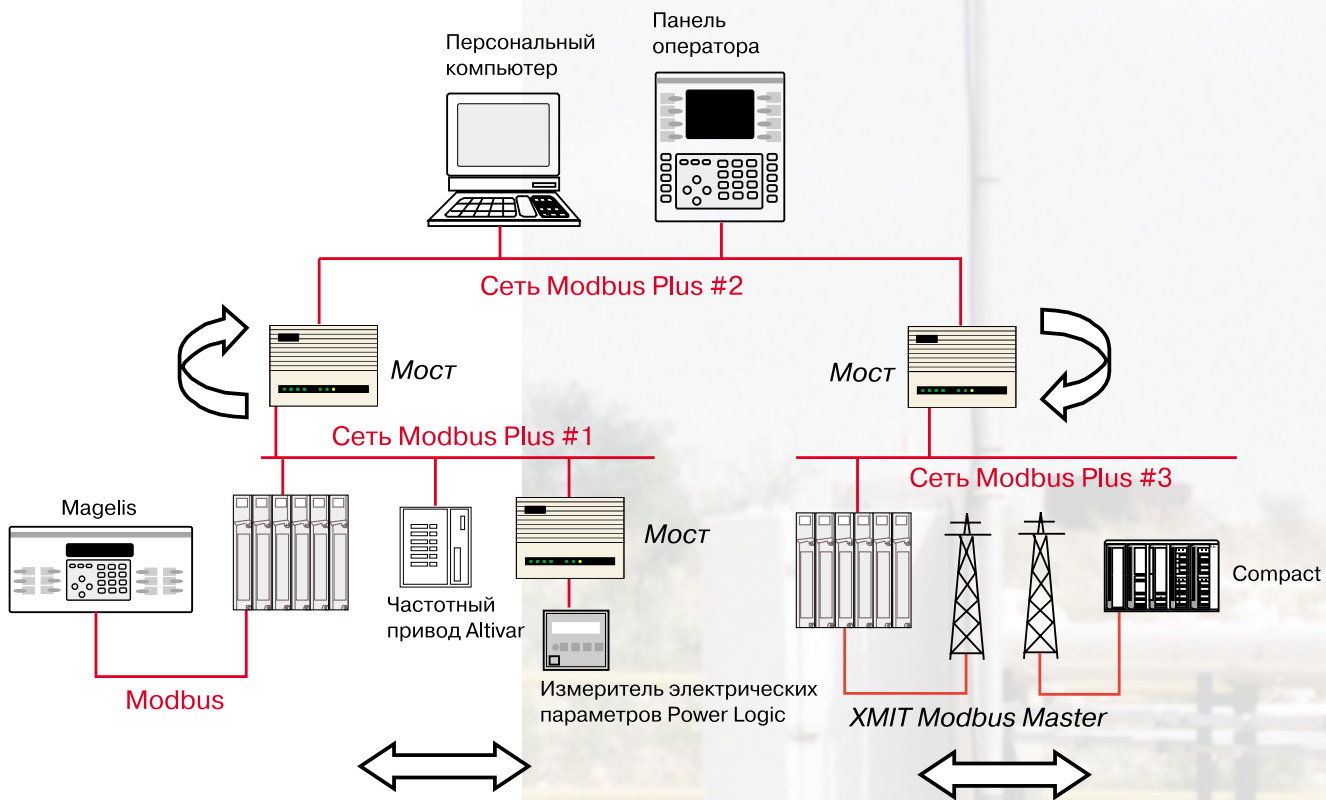 Панель
оператора
Персональный
компьютер
Сеть Modbus Plus #2
Мост
Мост
Сеть Modbus Plus #1
Сеть Modbus Plus #3
Magelis
Мост
Compact
Частотный
привод Altivar
Измеритель электрических
параметров Power Logic
Modbus
XMIT Modbus Master